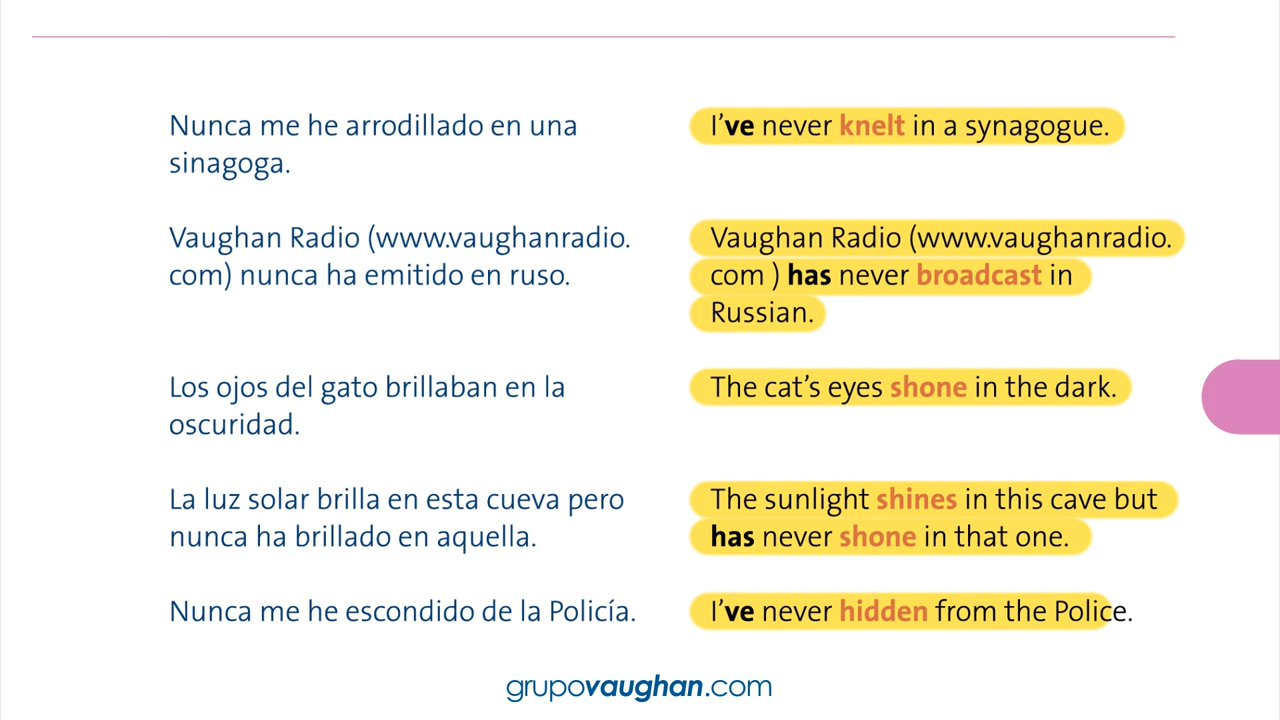 Nunca me he arrodillado en una
sinagoga.
I've never knelt in a synagogue.
Vaughan Radio (www.vaughanradio.
com) nunca ha emitido en ruso.
Vaughan Radio (www.vaughanradio.
com ) has never broadcast in
Russian.
Los ojos del gato brillaban en la
oscuridad.
The cat's eyes shone in the dark.
La luz solar brilla en esta cueva pero
nunca ha brillado en aquella.
The sunlight shines in this cave but
has never shone in that one.
Nunca me he escondido de la Policía.
I've never hidden from the Police.
grupovaughan.com